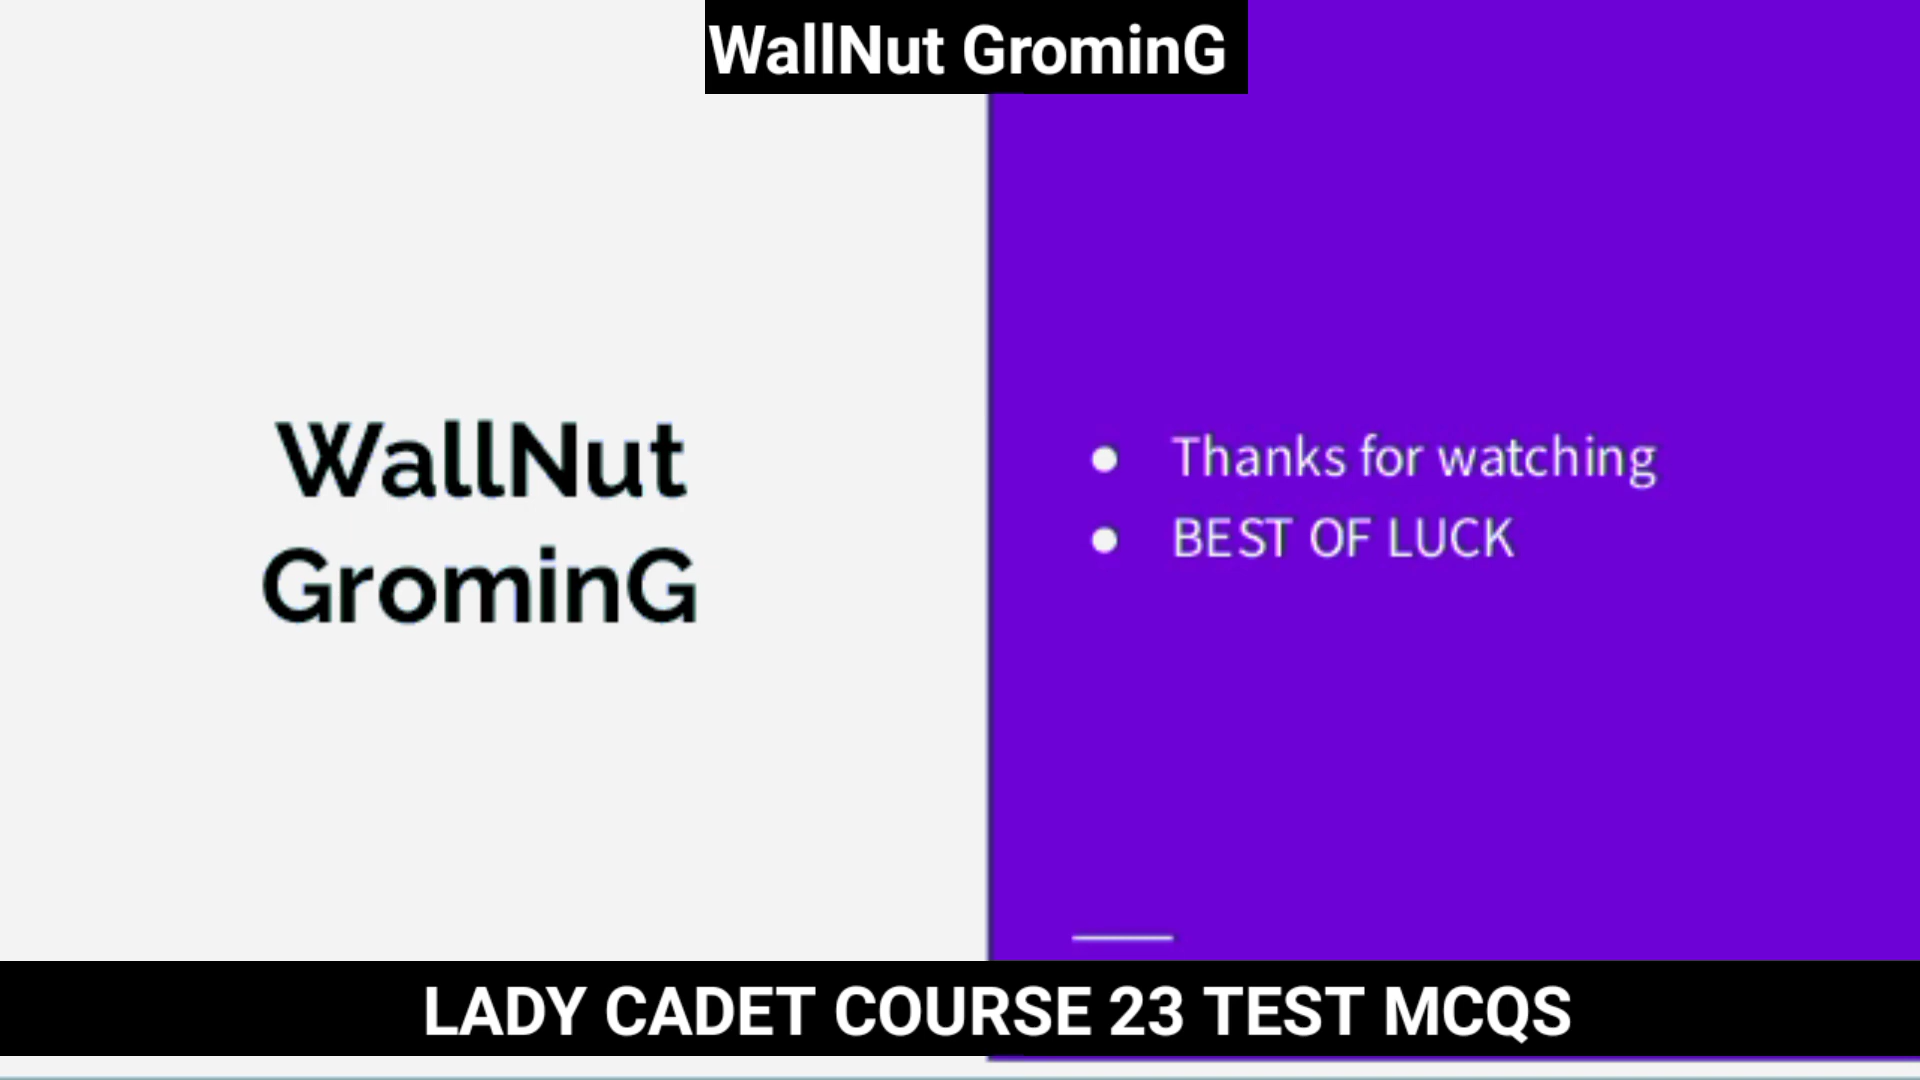 WallNut GrominG
WallNut
GrominG
● Thanks for watching
● BEST OF LUCK
LADY CADET COURSE 23 TEST MCQS